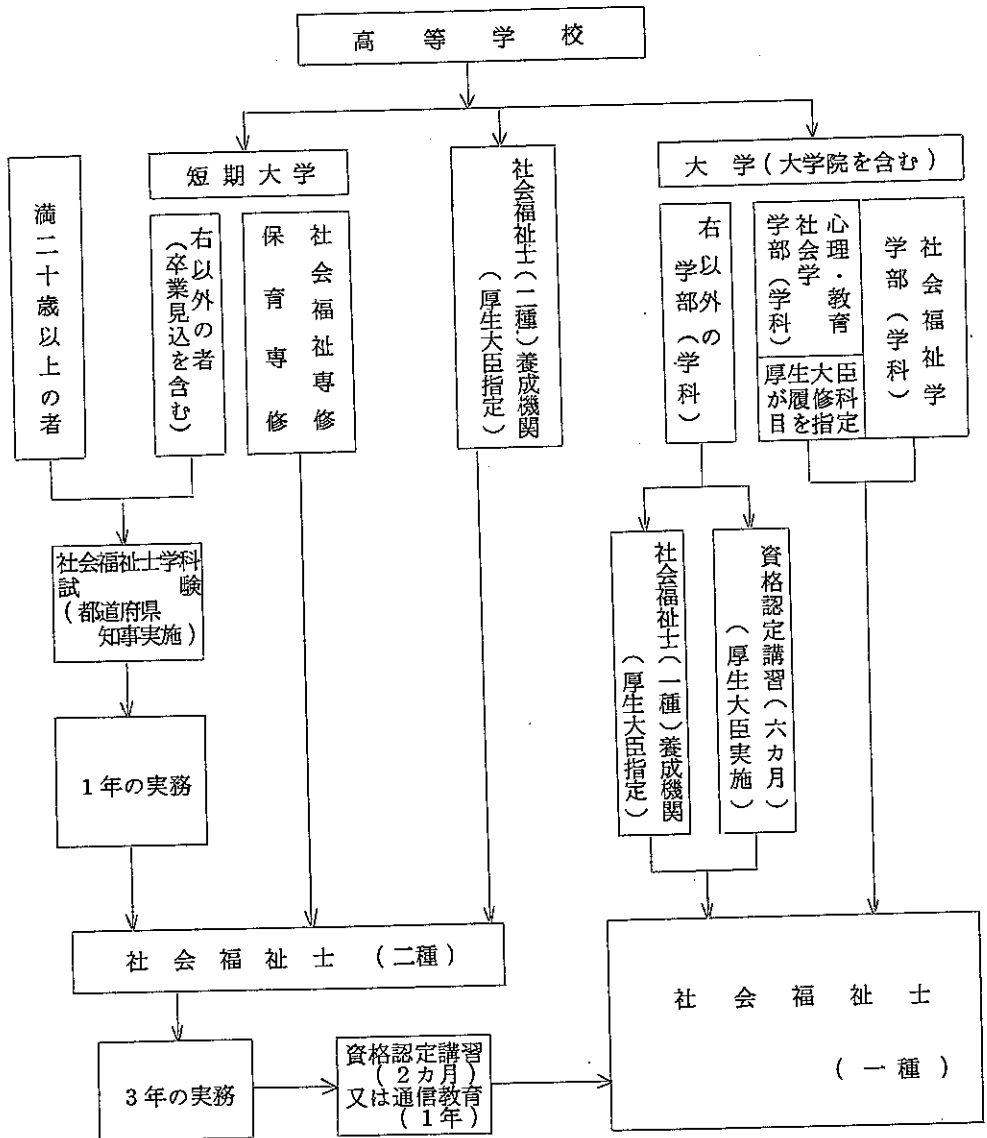 高等学校
短期大学
大学(大学院を含む)
満二十歳以上の者
右以外の者
(卒業見込を含む)
社会福祉専修
保育専修
社会福祉士(二種)養成機関
(厚生大臣指定)
右以外の
学部(学科)
社会福祉学
学部(学科)
心理・教育
社会学
学部(学科)
厚生大臣
が履修科
目を指定
社会福祉士学科
試験
(都道府県
知事実施)
1年の実務
社会福祉士(一種)養成機関
(厚生大臣指定)
資格認定講習(六カ月)
(厚生大臣実施)
社会福祉士 (二種)
3年の実務
資格認定講習
(2カ月)
又は通信教育
(1年)
社会福祉士
(一種)